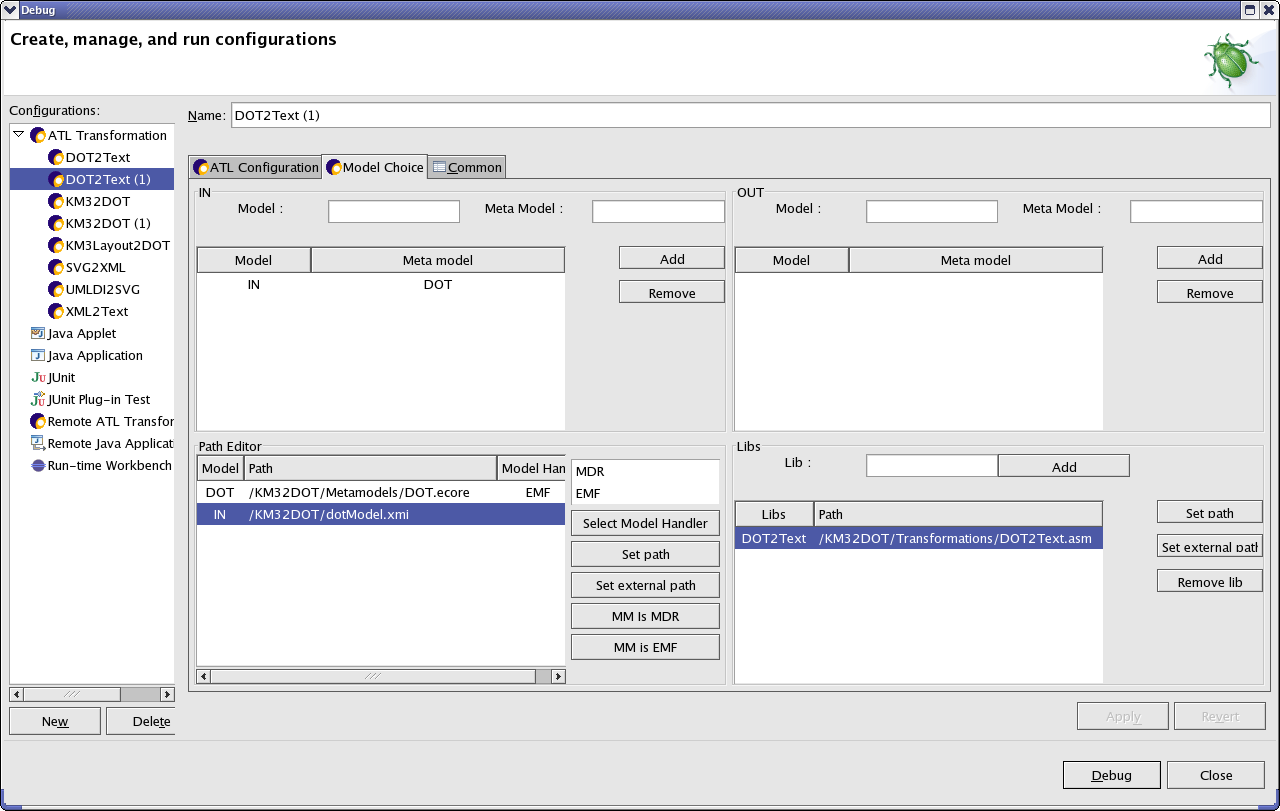 Debug
Create, manage, and run configurations
Configurations:
ATL Transformation
DOT2Text
DOT2Text (1)
KM32DOT
KM32DOT (1)
KM3Layout2DOT
SVG2XML
UMLDI2SVG
XML2Text
Java Applet
Java Application
JUnit
JUnit Plug-in Test
Remote ATL Transfor
Remote Java Applicati
Run-time Workbench
New Delete
Name: DOT2Text (1)
ATL Configuration Model Choice Common
IN
Model : Meta Model :
Model Meta model
IN DOT
Add
Remove
OUT
Model : Meta Model :
Model Meta model
Add
Remove
Path Editor
Model Path Model Han
DOT /KM32DOT/Metamodels/DOT.ecore EMF
IN /KM32DOT/dotModel.xmi
MDR
EMF
Select Model Handler
Set path
Set external path
MM Is MDR
MM is EMF
Libs
Lib : Add
Libs Path
DOT2Text /KM32DOT/Transformations/DOT2Text.asm
Set path
Set external path
Remove lib
Apply Revert
Debug Close